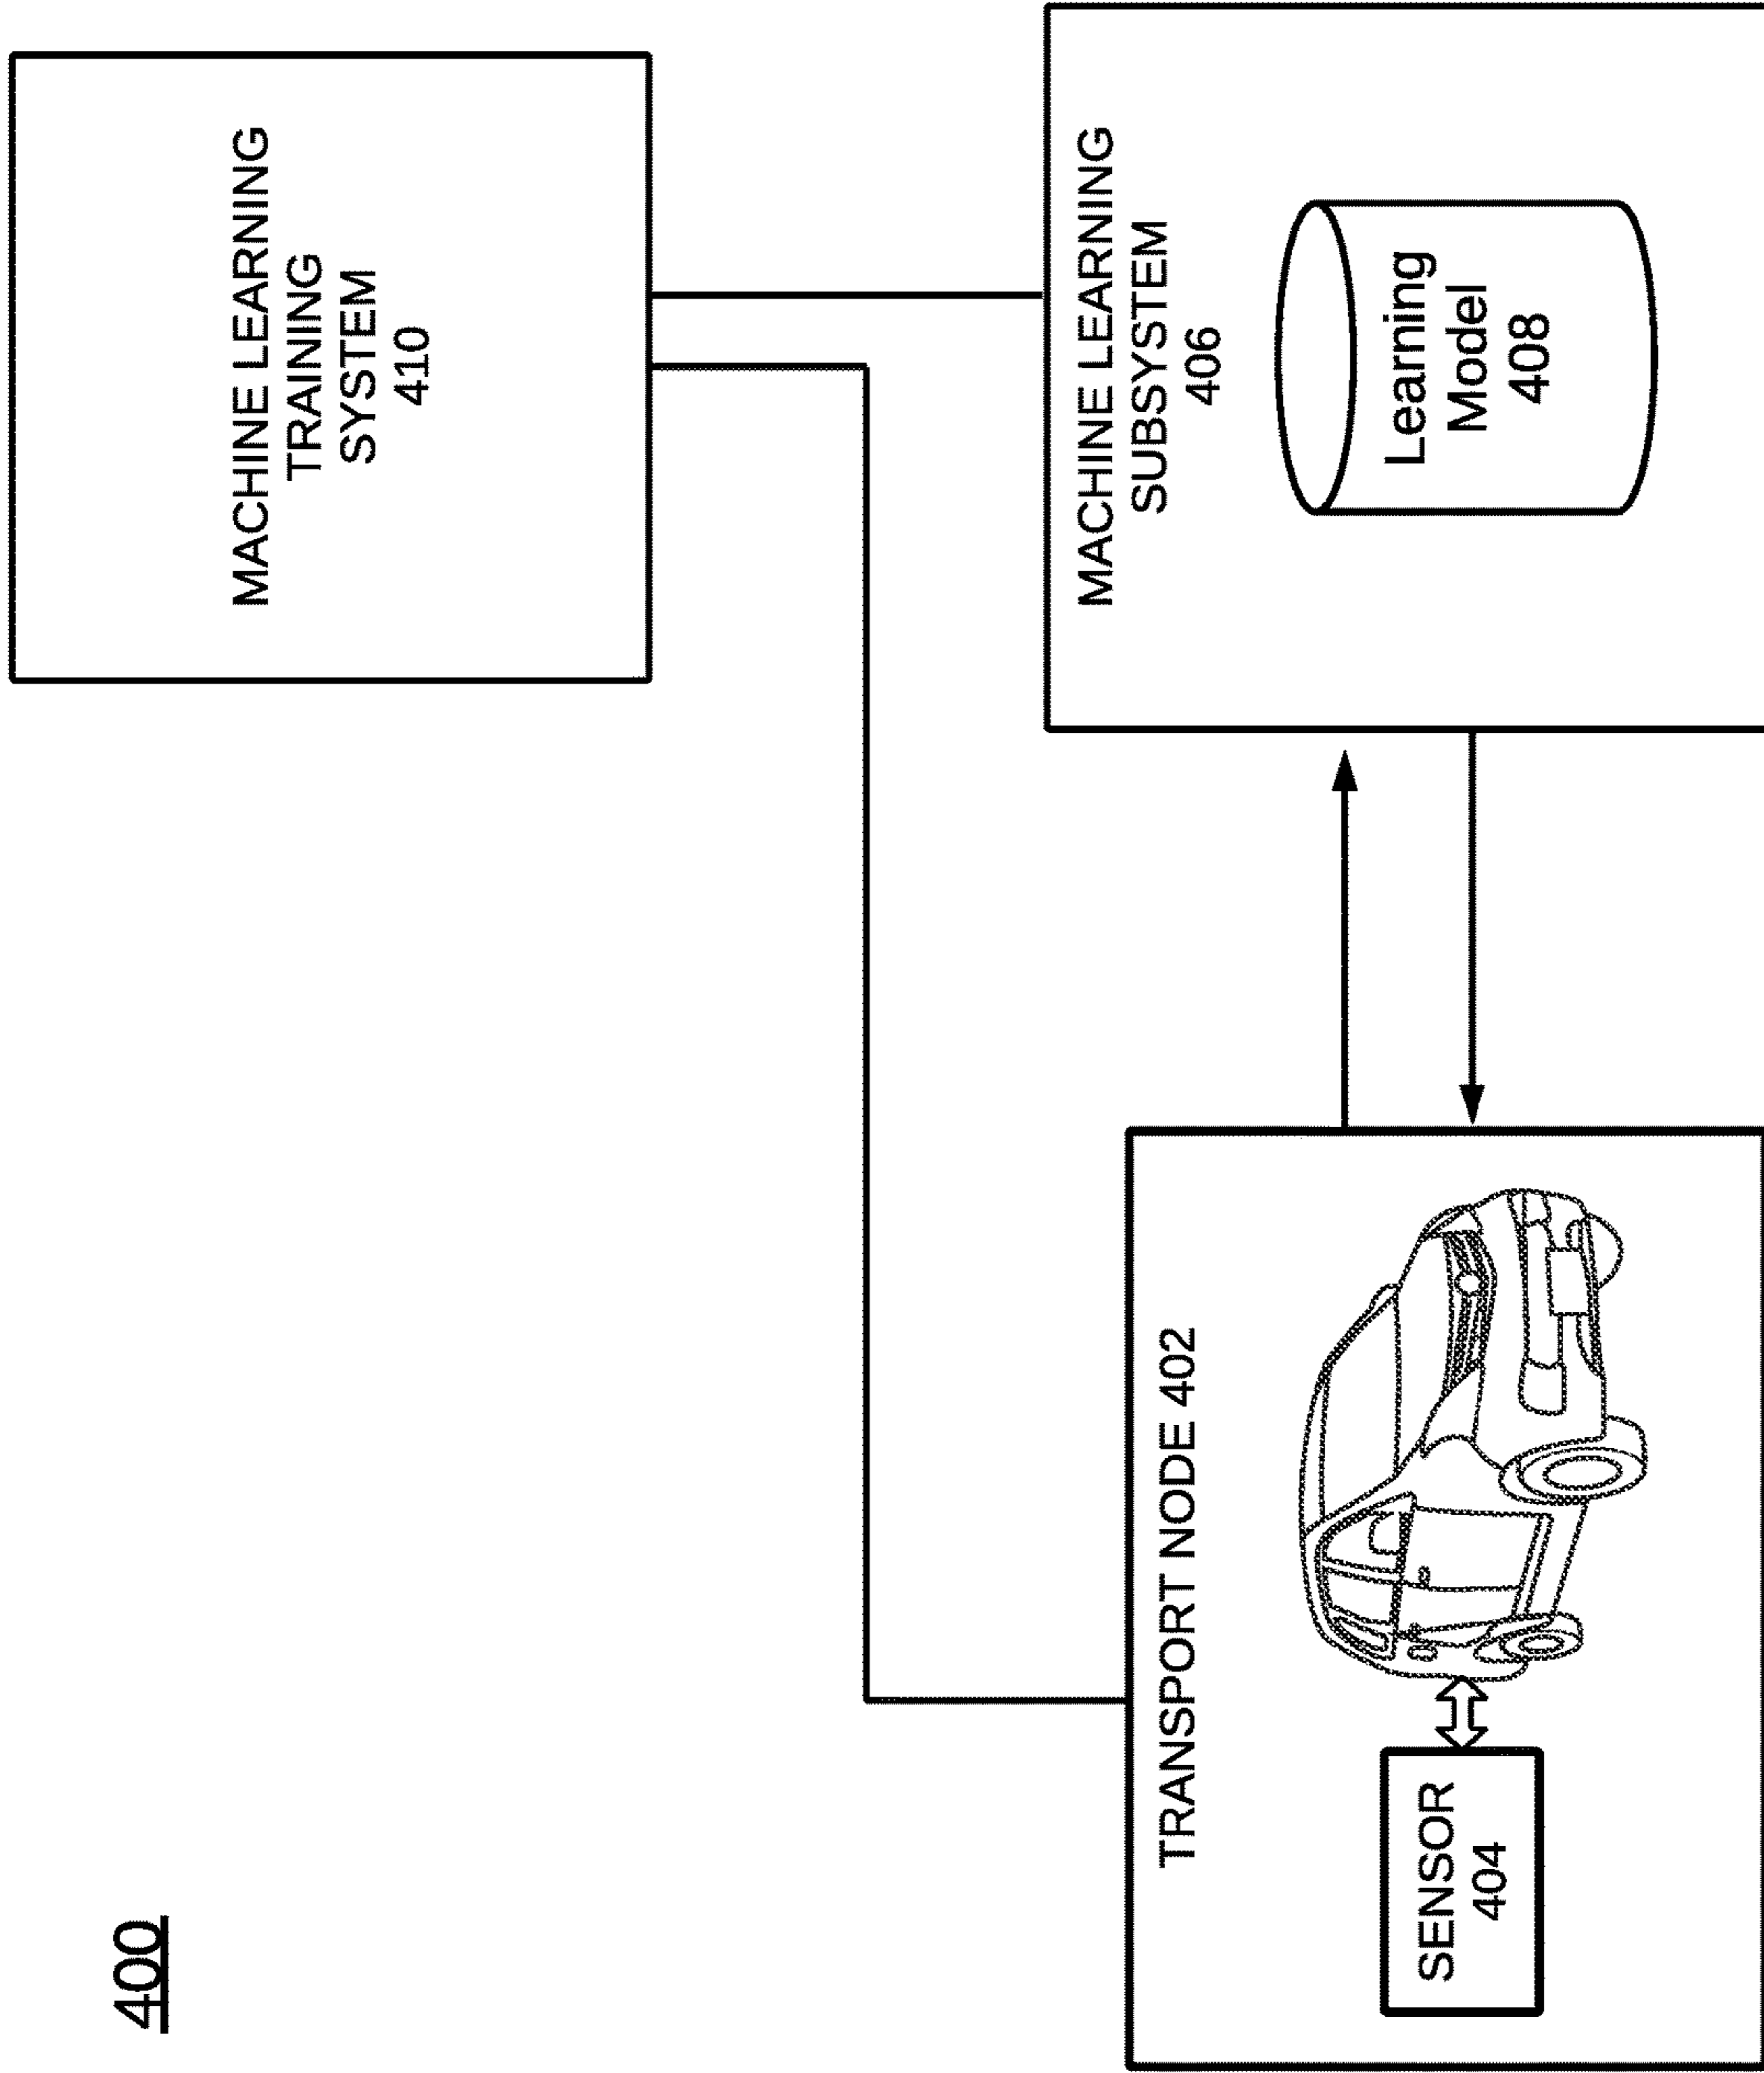 400
MACHINE LEARNING
TRAINING
SYSTEM
410
TRANSPORT NODE 402
SENSOR
404
MACHINE LEARNING
SUBSYSTEM
406
Learning
Model
408